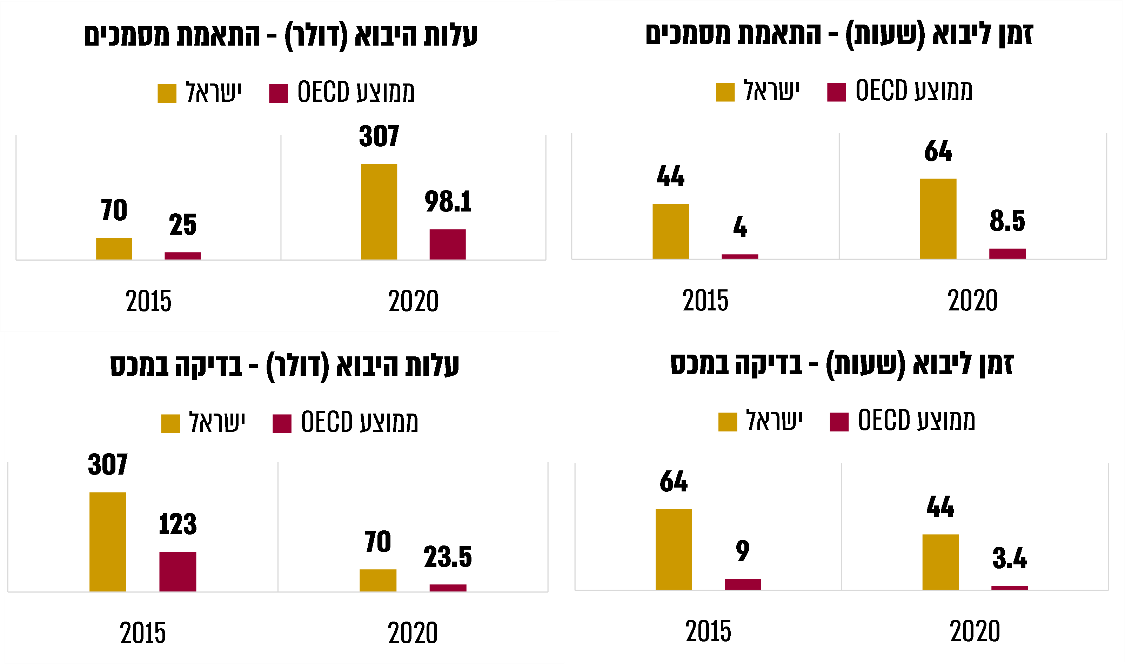 זמן ליבוא (שעות) - התאמת מסמכים
ישראל
ממוצע OECD
44
4
64
8.5
2015
2020
עלות היבוא (דולר) - התאמת מסמכים
ישראל
ממוצע OECD
70
25
307
98.1
2015
2020
זמן ליבוא (שעות) - בדיקה במכס
ישראל
ממוצע OECD
64
9
44
3.4
2015
2020
עלות היבוא (דולר) - בדיקה במכס
ישראל
ממוצע OECD
307
123
70
23.5
2015
2020